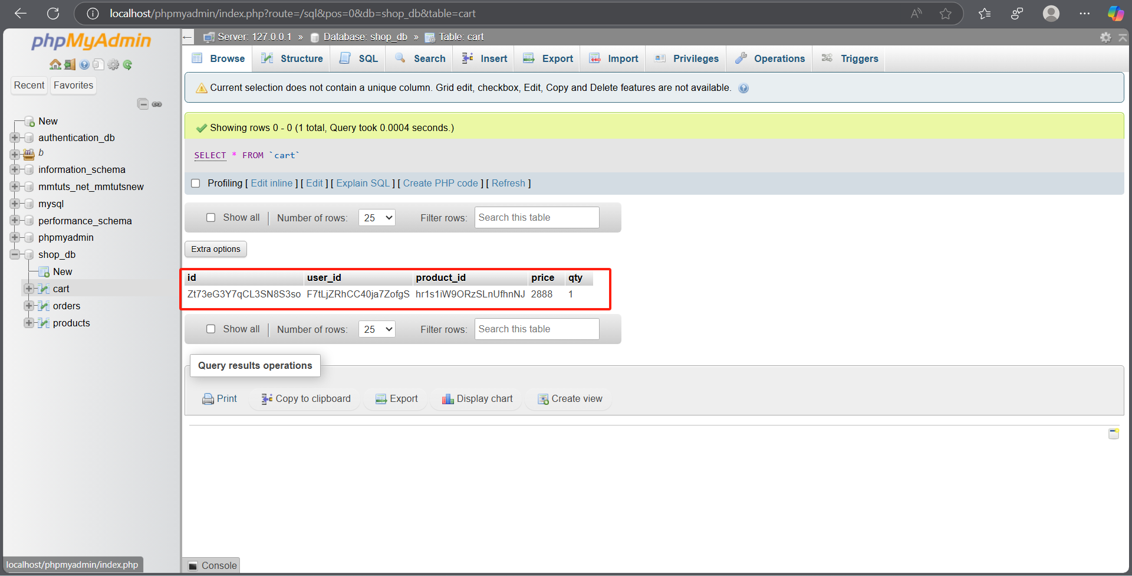 localhost/phpmyadmin/index.php?route=/sql&pos=0&db=shop_db&table=cart
phpMyAdmin
Recent Favorites
New
authentication_db
b
information_schema
mmtuts_net_mmtutsnew
mysql
performance_schema
phpmyadmin
shop_db
New
cart
orders
products
localhost/phpmyadmin/index.php
Server: 127.0.0.1 » Database: shop_db » Table: cart
Browse Structure SQL Search Insert Export Import Privileges Operations Triggers
Current selection does not contain a unique column. Grid edit, checkbox, Edit, Copy and Delete features are not available.
Showing rows 0 - 0 (1 total, Query took 0.0004 seconds.)
SELECT * FROM `cart`
Profiling [ Edit inline ] [ Edit ] [ Explain SQL ] [ Create PHP code ] [ Refresh ]
Show all | Number of rows: 25 Filter rows: Search this table
Extra options
id user_id product_id price qty
Zt73eG3Y7qCL3SN8S3so F7tLjZRhCC40ja7ZofgS hr1s1iW9ORzSLnUfhnNJ 2888 1
Show all | Number of rows: 25 Filter rows: Search this table
Query results operations
Print Copy to clipboard Export Display chart Create view
Console